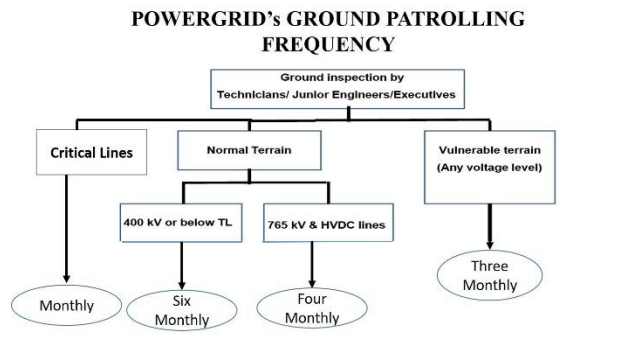 POWERGRID's GROUND PATROLLING
FREQUENCY
Ground inspection by
Technicians/ Junior Engineers/Executives
Critical Lines
Normal Terrain
Vulnerable terrain
(Any voltage level)
400 kV or below TL
765 kV & HVDC lines
Monthly
Six
Monthly
Four
Monthly
Three
Monthly